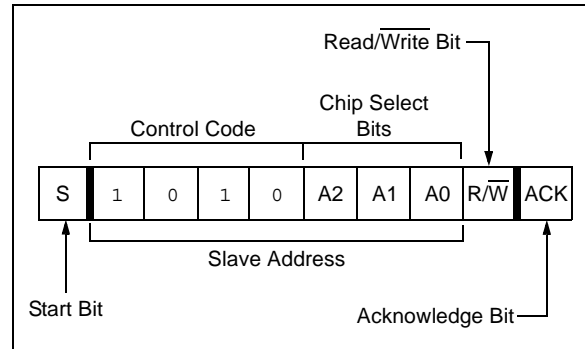 Read/Write Bit
Chip Select
Control Code Bits
S 1 0 1 0 A2 A1 A0 R/W ACK
Slave Address
Start Bit
Acknowledge Bit